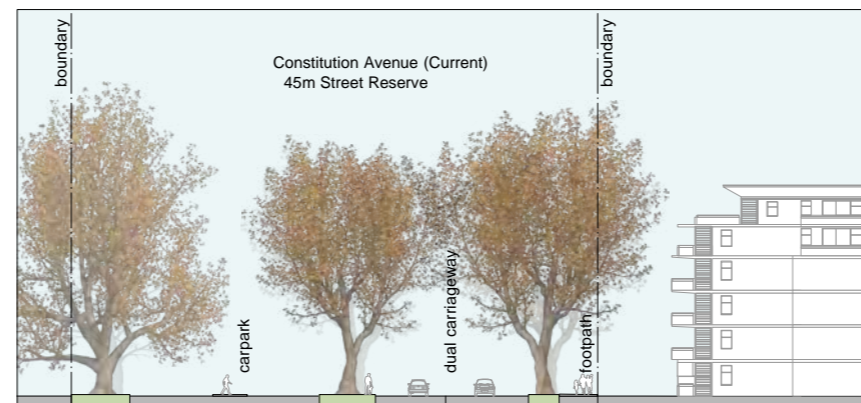 boundary
Constitution Avenue (Current)
45m Street Reserve
boundary
carpark
dual carriageway
footpath